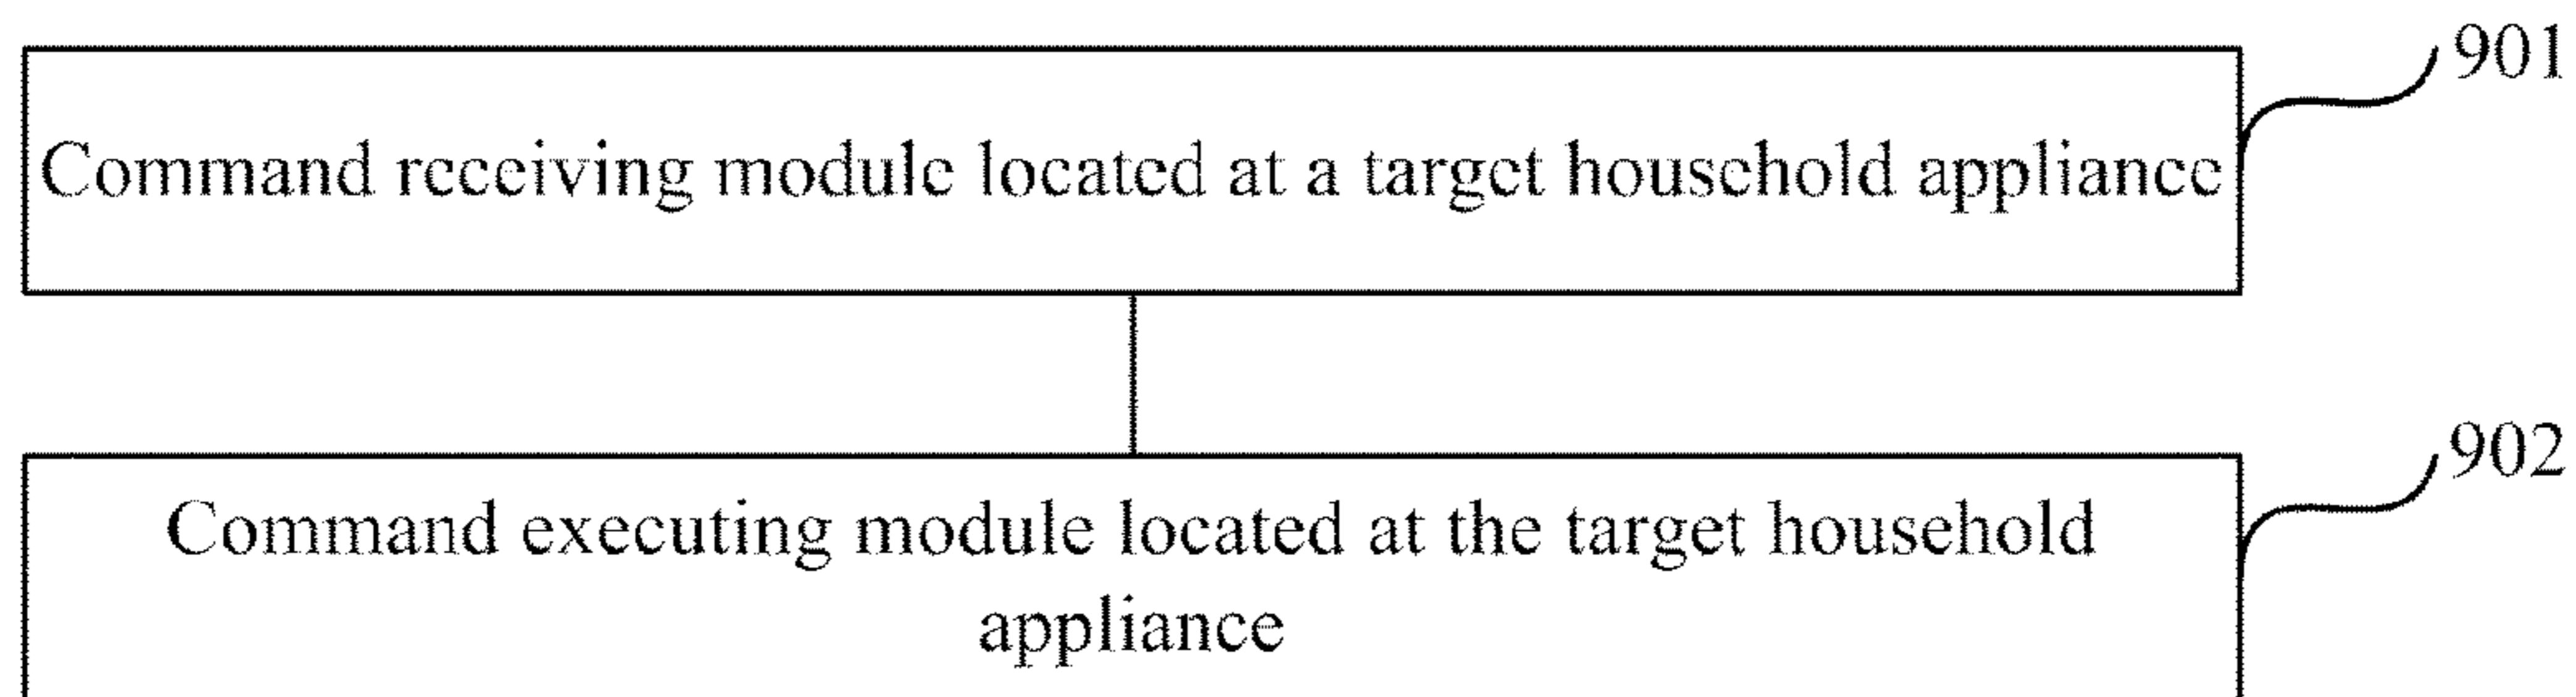 901
Command receiving module located at a target household appliance
902
Command executing module located at the target household
appliance